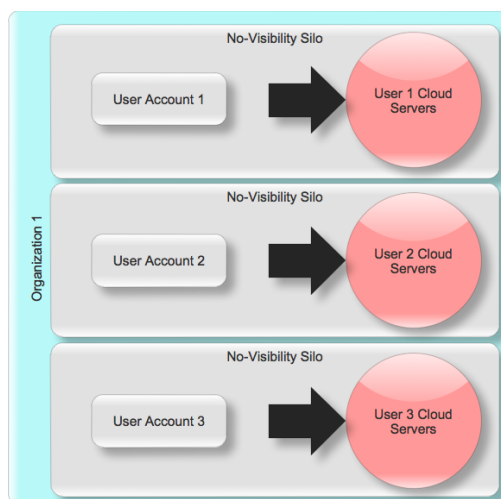 Organization 1
No-Visibility Silo
User Account 1
User 1 Cloud
Servers
No-Visibility Silo
User Account 2
User 2 Cloud
Servers
No-Visibility Silo
User Account 3
User 3 Cloud
Servers